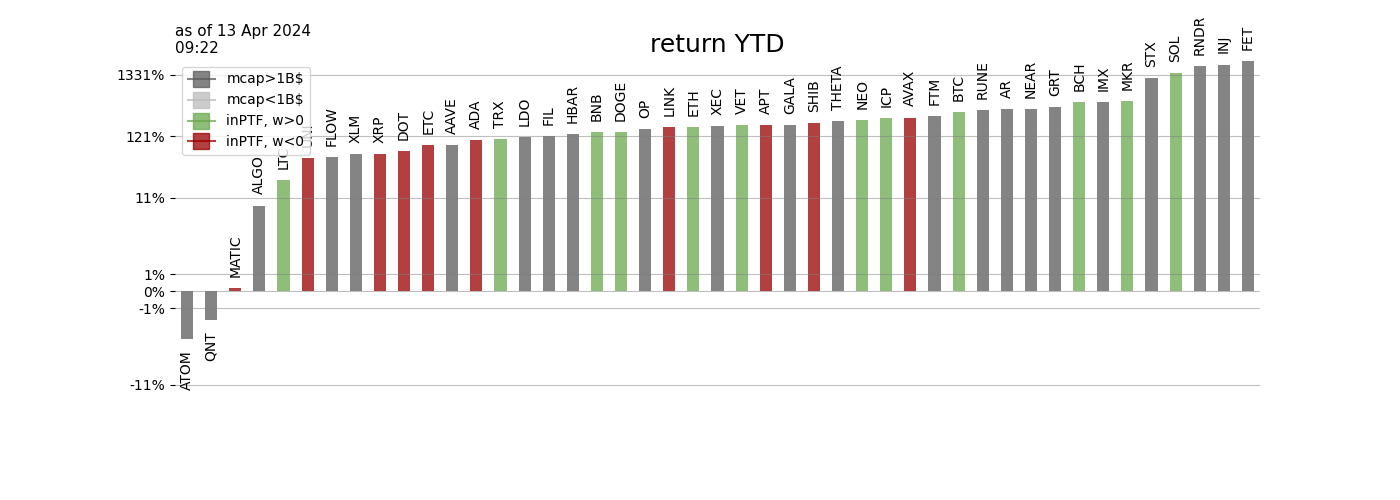 as of 13 Apr 2024
09:22
return YTD
mcap>1B$
mcap<1B$
inPTF, w>0
inPTF, w<0
1331%
121%
11%
1%
0%
-1%
-11%
ATOM
QNT
MATIC
ALGO
LTC
UNI
FLOW
XLM
XRP
DOT
ETC
AAVE
ADA
TRX
LDO
FIL
HBAR
BNB
DOGE
OP
LINK
ETH
XEC
VET
APT
GALA
SHIB
THETA
NEO
ICP
AVAX
FTM
BTC
RUNE
AR
NEAR
GRT
BCH
IMX
MKR
STX
SOL
RNDR
INJ
FET